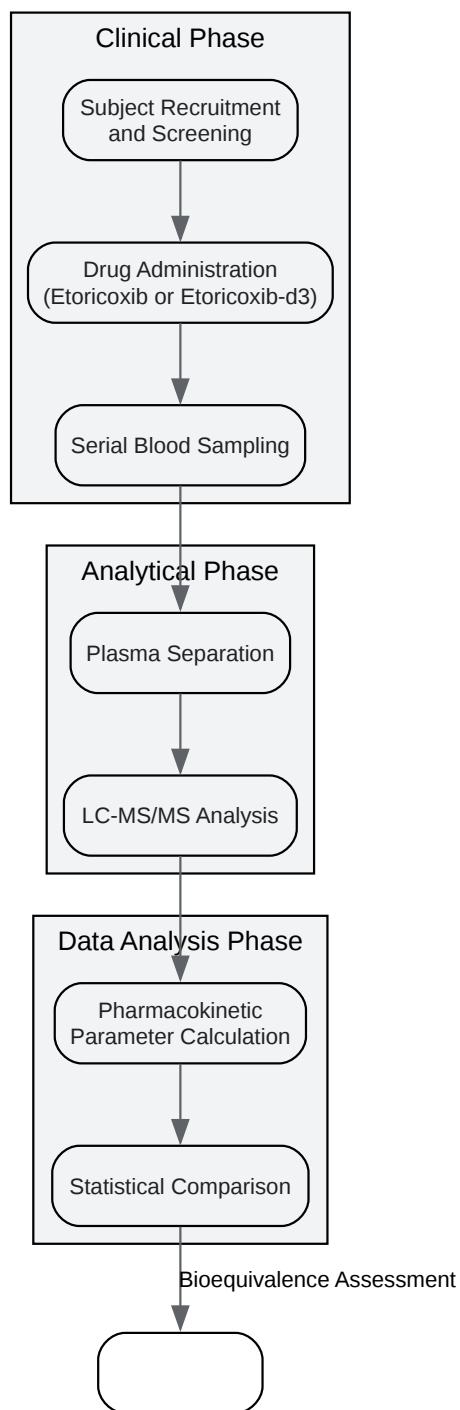 Clinical Phase
Subject Recruitment
and Screening
Drug Administration
(Etoricoxib or Etoricoxib-d3)
Serial Blood Sampling
Analytical Phase
Plasma Separation
LC-MS/MS Analysis
Data Analysis Phase
Pharmacokinetic
Parameter Calculation
Statistical Comparison
Bioequivalence Assessment